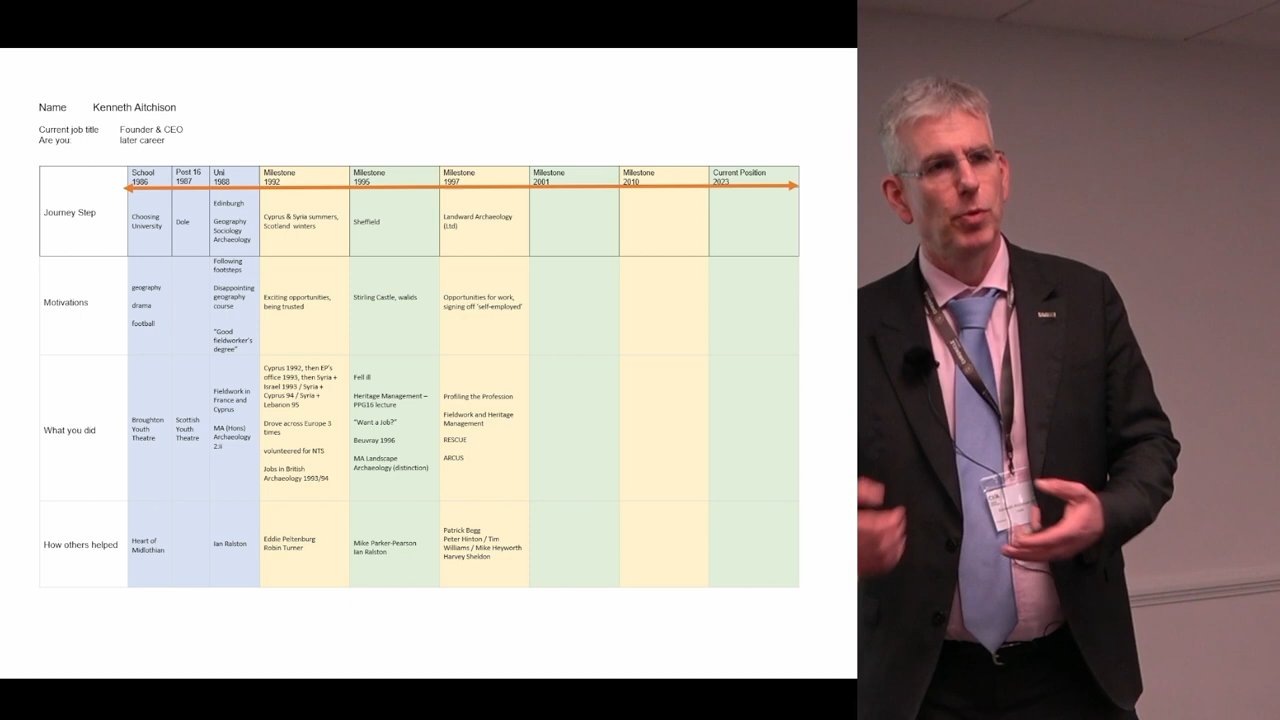 Name Kenneth Aitchison
Current job title Founder & CEO
Are you: later career
School
1986
Post 16
1987
Uni
1988
Milestone
1992
Milestone
1995
Milestone
1997
Milestone
2001
Milestone
2010
Current Position
2023
Journey Step
Choosing
University
Dole
Edinburgh
Geography
Sociology
Archaeology
Cyprus & Syria summers,
Scotland winters
Sheffield
Landward Archaeology
(Ltd)
Motivations
geography
drama
football
Following
footsteps
Disappointing
geography
course
"Good
fieldworker's
degree"
Exciting opportunities,
being trusted
Stirling Castle, walids
Opportunities for work,
signing off 'self-employed'
What you did
Broughton
Youth
Theatre
Scottish
Youth
Theatre
Fieldwork in
France and
Cyprus
MA (Hons)
Archaeology
2:ii
Cyprus 1992, then EP's
office 1993, then Syria +
Israel 1993 / Syria +
Cyprus 94 / Syria +
Lebanon 95
Drove across Europe 3
times
volunteered for NTS
Jobs in British
Archaeology 1993/94
Fell ill
Heritage Management –
PPG16 lecture
"Want a Job?"
Beuvray 1996
MA Landscape
Archaeology (distinction)
Profiling the Profession
Fieldwork and Heritage
Management
RESCUE
ARCUS
How others helped
Heart of
Midlothian
Ian Ralston
Eddie Peltenburg
Robin Turner
Mike Parker-Pearson
Ian Ralston
Patrick Begg
Peter Hinton / Tim
Williams / Mike Heyworth
Harvey Sheldon